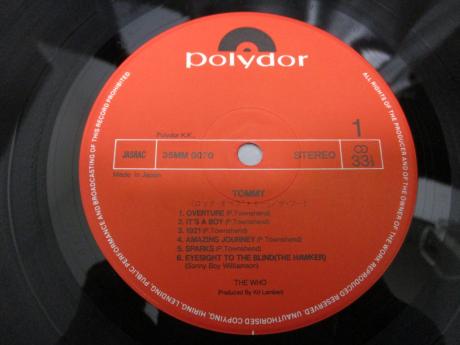 polydor
Polydor K.K.
1
JASRAC
35MM 0070
STEREO
33⅓
Made in Japan
TOMMY
1. OVERTURE (P.Townshend)
2. IT'S A BOY (P.Townshend)
3. 1921 (P.Townshend)
4. AMAZING JOURNEY (P.Townshend)
5. SPARKS (P.Townshend)
6. EYESIGHT TO THE BLIND(THE HAWKER)
(Sonny Boy Williamson)
THE WHO
Produced By Kit Lambert
ALL RIGHTS OF THE PRODUCER AND OF THE OWNER OF THE WORK REPRODUCED RESERVED UNAUTHORISED COPYING, HIRING, LENDING, PUBLIC PERFORMANCE AND BROADCASTING OF THIS RECORD PROHIBITED